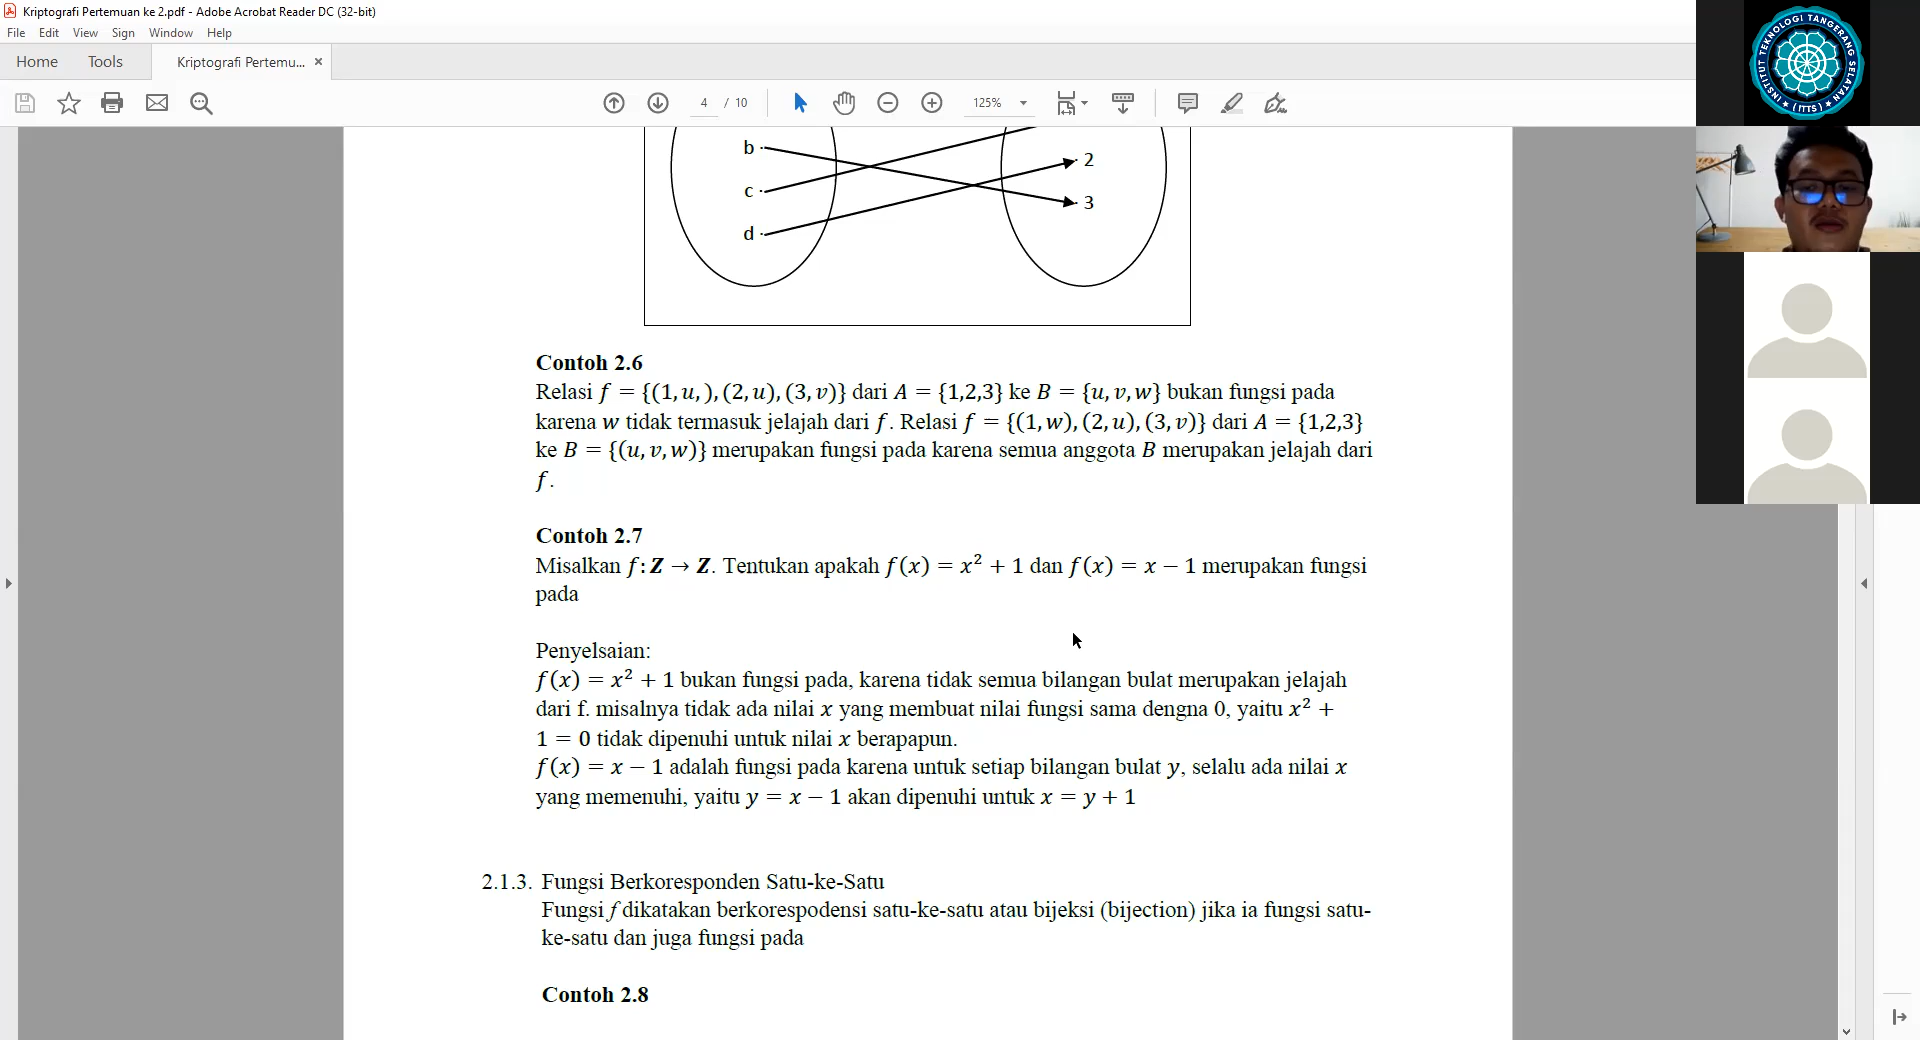 Kriptografi Pertemuan ke 2.pdf - Adobe Acrobat Reader DC (32-bit)
File Edit View Sign Window Help
Home Tools Kriptografi Pertemu... ×
4 / 10 125%
b
c
d
2
3
Contoh 2.6
Relasi f = {(1, u, ), (2, u), (3, v)} dari A = {1,2,3} ke B = {u, v, w} bukan fungsi pada
karena w tidak termasuk jelajah dari f. Relasi f = {(1, w), (2, u), (3, v)} dari A = {1,2,3}
ke B = {(u, v, w)} merupakan fungsi pada karena semua anggota B merupakan jelajah dari
f.
Contoh 2.7
Misalkan f: Z → Z. Tentukan apakah f(x) = x² + 1 dan f(x) = x − 1 merupakan fungsi
pada
Penyelsaian:
f(x) = x² + 1 bukan fungsi pada, karena tidak semua bilangan bulat merupakan jelajah
dari f. misalnya tidak ada nilai x yang membuat nilai fungsi sama dengna 0, yaitu x² +
1 = 0 tidak dipenuhi untuk nilai x berapapun.
f(x) = x − 1 adalah fungsi pada karena untuk setiap bilangan bulat y, selalu ada nilai x
yang memenuhi, yaitu y = x − 1 akan dipenuhi untuk x = y + 1
2.1.3. Fungsi Berkoresponden Satu-ke-Satu
Fungsi f dikatakan berkorespodensi satu-ke-satu atau bijeksi (bijection) jika ia fungsi satu-
ke-satu dan juga fungsi pada
Contoh 2.8
INSTITUT TEKNOLOGI TANGERANG SELATAN
(ITTS)